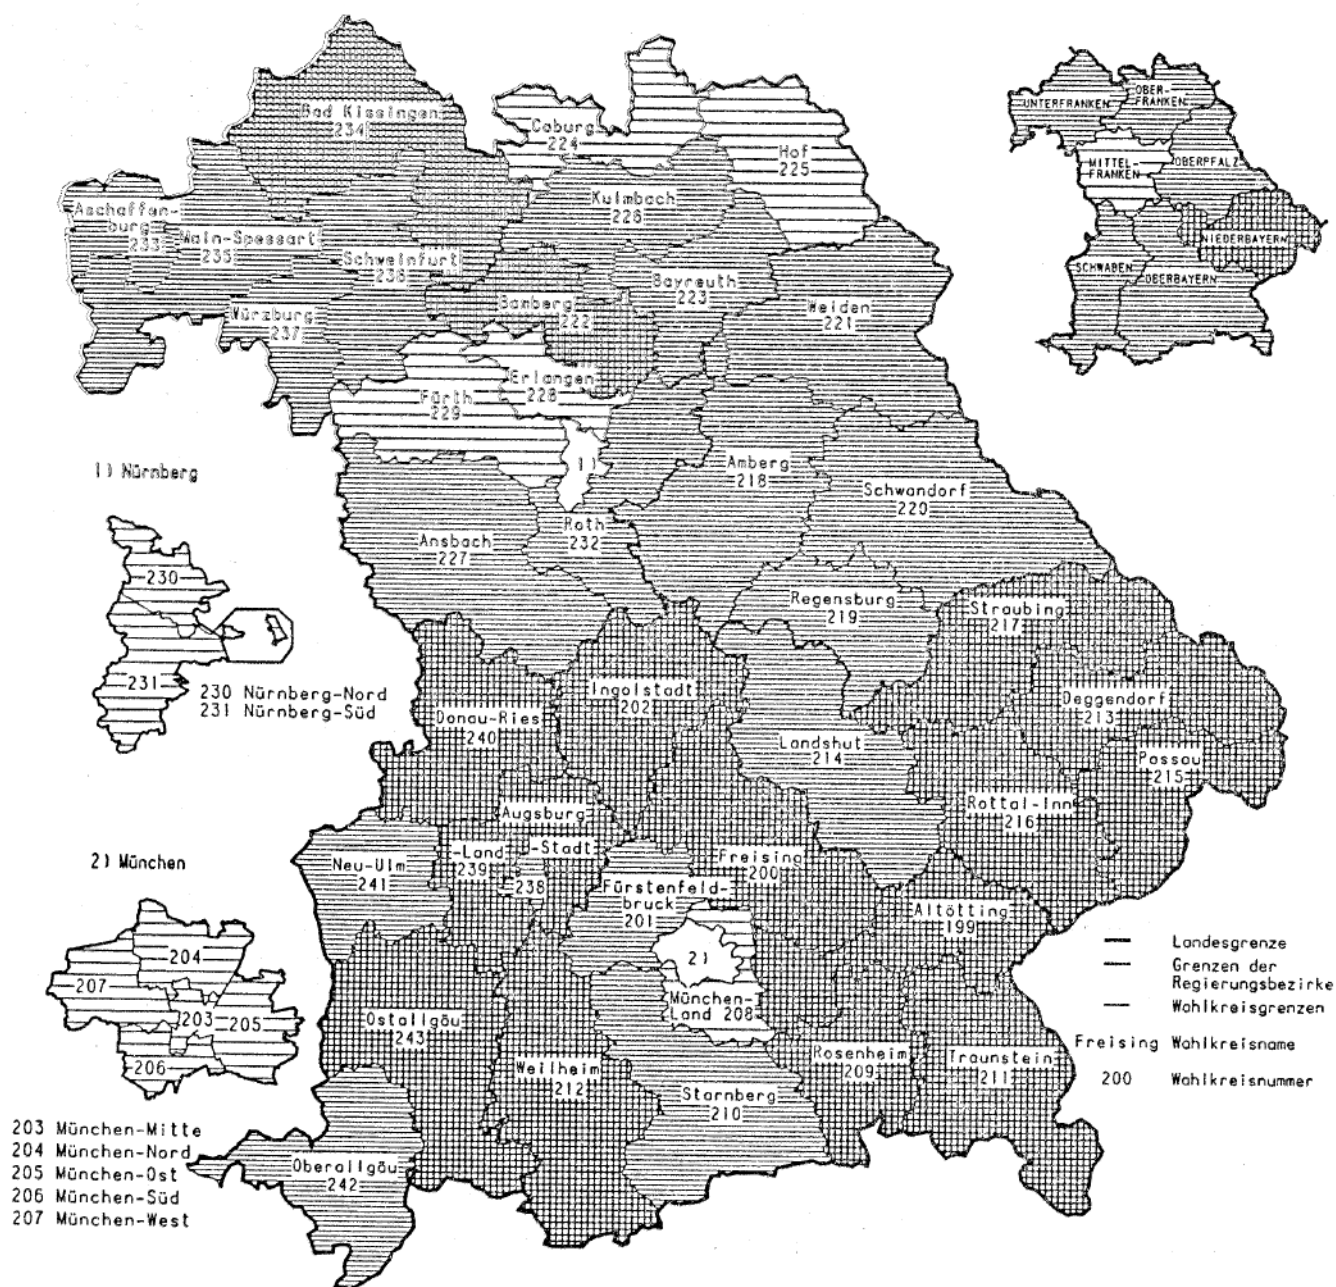 Bad Kissingen
234
Coburg
224
Hof
225
Kulmbach
226
Aschaffen-
burg
233
Main-Spessart
235
Schweinfurt
236
Würzburg
237
Bamberg
222
Bayreuth
223
Weiden
221
Erlangen
228
Fürth
229
1)
Amberg
218
Schwandorf
220
Ansbach
227
Roth
232
Regensburg
219
Straubing
217
Ingolstadt
202
Deggendorf
213
Donau-Ries
240
Landshut
214
Passau
215
Rottal-Inn
216
Augsburg
-Land
239
-Stadt
238
Neu-Ulm
241
Freising
200
Fürstenfeld-
bruck
201
Altötting
199
2)
München-
Land 208
Ostallgäu
243
Weilheim
212
Rosenheim
209
Traunstein
211
Starnberg
210
Oberallgäu
242
UNTERFRANKEN
OBER-
FRANKEN
MITTEL-
FRANKEN
OBERPFALZ
NIEDERBAYERN
SCHWABEN
OBERBAYERN
1) Nürnberg
230
231
230 Nürnberg-Nord
231 Nürnberg-Süd
2) München
204
207
203
205
206
203 München-Mitte
204 München-Nord
205 München-Ost
206 München-Süd
207 München-West
Landesgrenze
Grenzen der
Regierungsbezirke
Wahlkreisgrenzen
Freising Wahlkreisname
200 Wahlkreisnummer